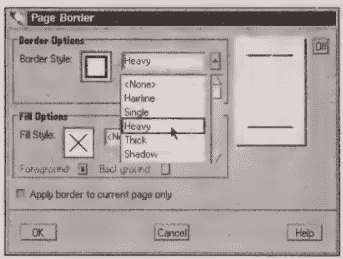 Page Border
Border Options
Border Style: Heavy
<None>
Hairline
Single
Heavy
Thick
Shadow
Fill Options
Fill Style:
Foreground Background
Apply border to current page only
OK Cancel Help
Off